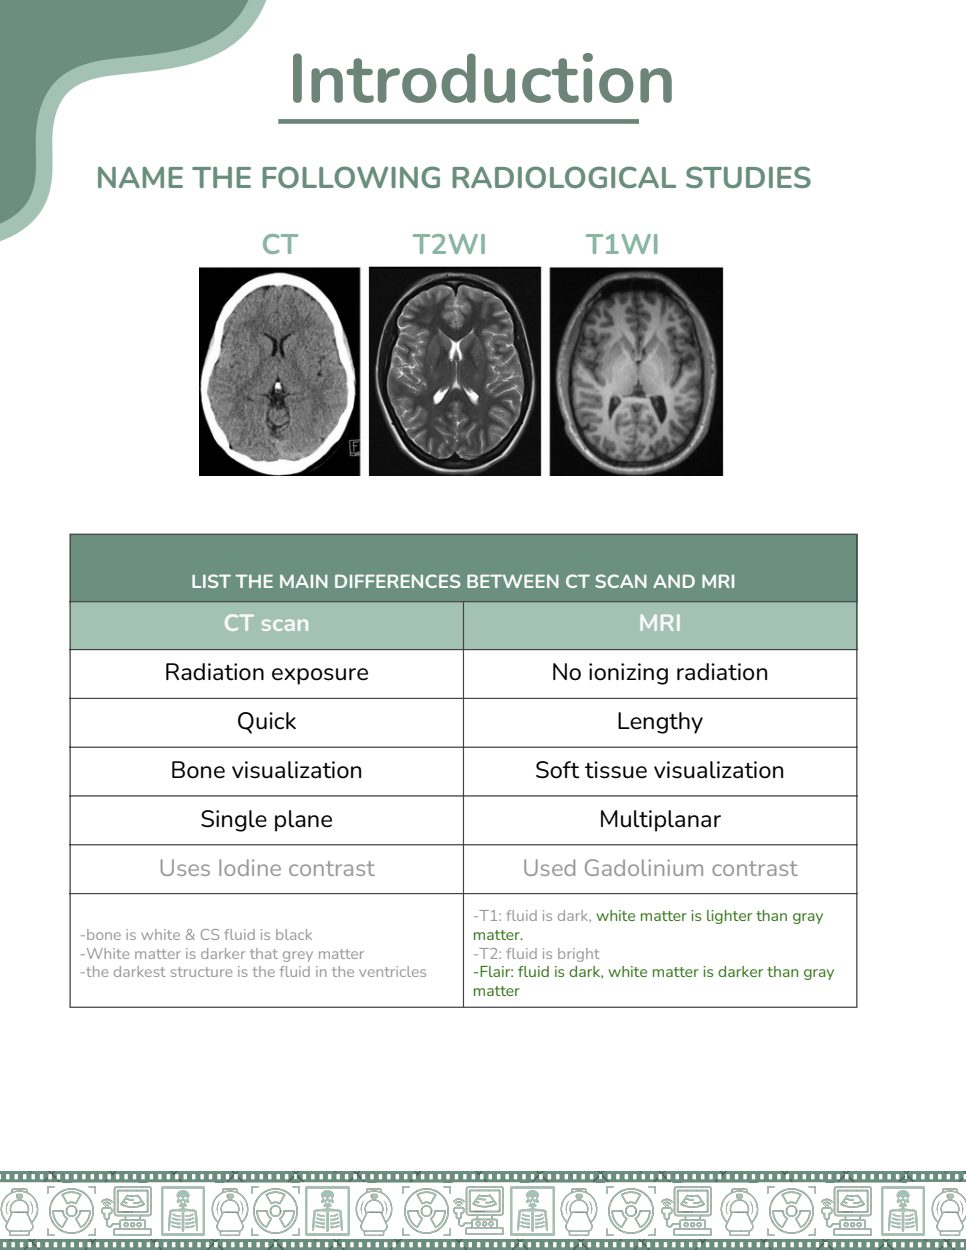 Introduction
NAME THE FOLLOWING RADIOLOGICAL STUDIES
CT T2WI T1WI
LIST THE MAIN DIFFERENCES BETWEEN CT SCAN AND MRI
CT scan MRI
Radiation exposure No ionizing radiation
Quick Lengthy
Bone visualization Soft tissue visualization
Single plane Multiplanar
Uses Iodine contrast Used Gadolinium contrast
-bone is white & CS fluid is black
-White matter is darker that grey matter
-the darkest structure is the fluid in the ventricles
-T1: fluid is dark, white matter is lighter than gray
matter.
-T2: fluid is bright
-Flair: fluid is dark, white matter is darker than gray
matter